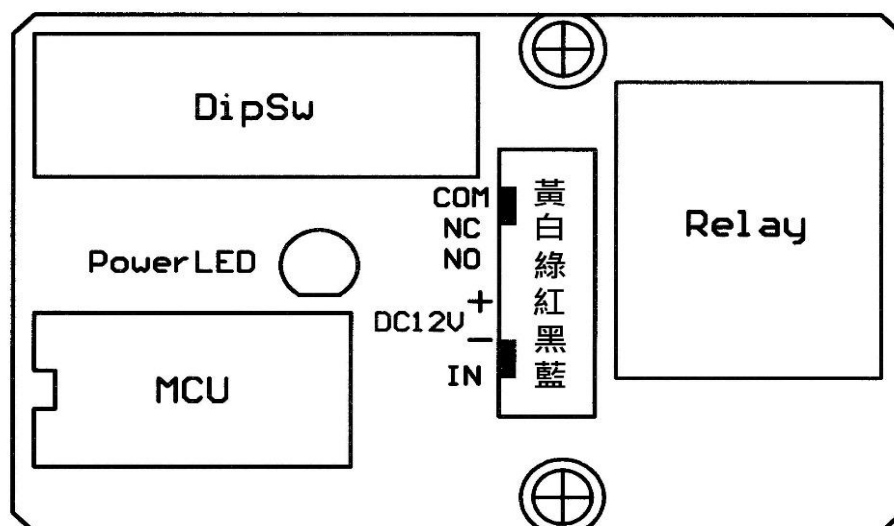 DipSw
COM 黃
NC 白
NO 綠
Relay
PowerLED
DC12V
+ 紅
- 黑
IN 藍
MCU